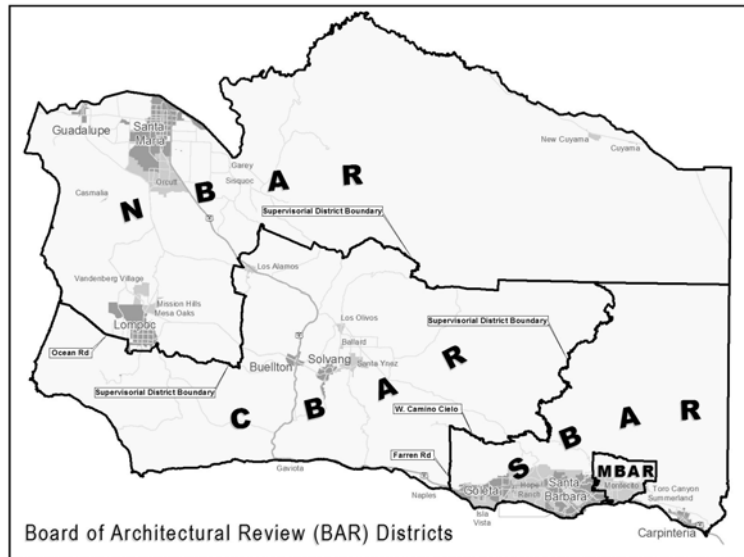 Guadalupe
Santa
Maria
Orcutt
Garey
Sisquoc
Casmalia
New Cuyama
Cuyama
N B A R
Supervisorial District Boundary
Los Alamos
Vandenberg Village
Mission Hills
Mesa Oaks
Lompoc
Ocean Rd
Supervisorial District Boundary
Los Olivos
Ballard
Santa Ynez
Solvang
Buellton
Supervisorial District Boundary
C B A R
W. Camino Cielo
Farren Rd
S B A R
MBAR
Montecito
Toro Canyon
Summerland
Carpinteria
Santa
Barbara
Hope
Ranch
Goleta
Isla
Vista
Naples
Gaviota
Board of Architectural Review (BAR) Districts